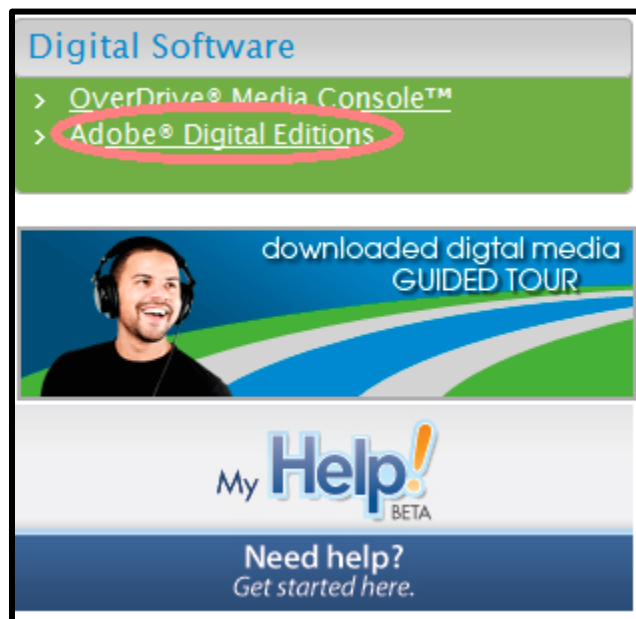 Digital Software
> OverDrive® Media Console™
> Adobe® Digital Editions
downloaded digtal media
GUIDED TOUR
My Help!
BETA
Need help?
Get started here.